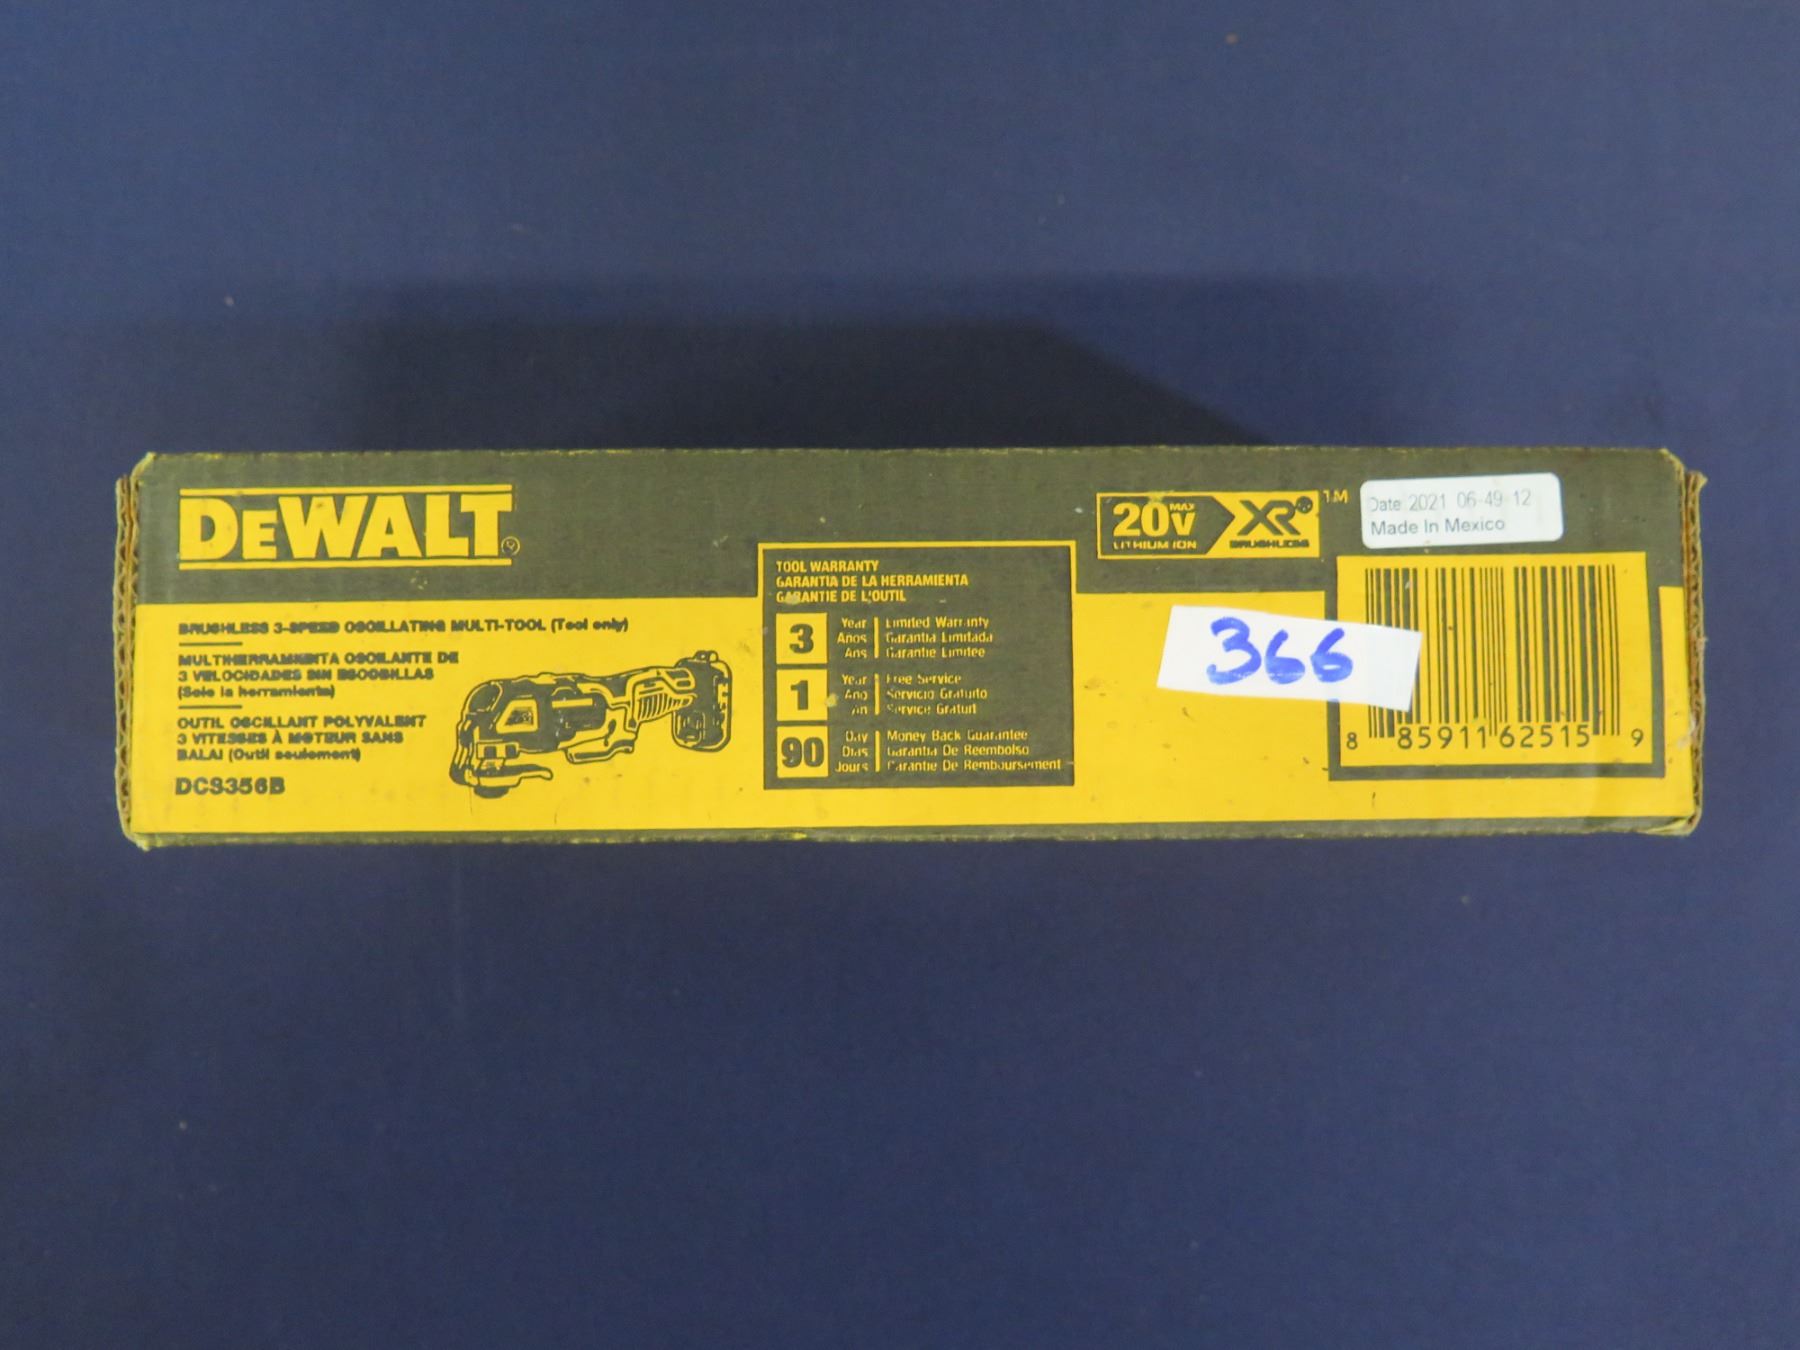 DEWALT®
BRUSHLESS 3-SPEED OSCILLATING MULTI-TOOL (Tool only)
MULTIHERRAMIENTA OSCILANTE DE
3 VELOCIDADES SIN ESCOBILLAS
(Solo la herramienta)
OUTIL OSCILLANT POLYVALENT
3 VITESSES À MOTEUR SANS
BALAI (Outil seulement)
DCS356B
TOOL WARRANTY
GARANTIA DE LA HERRAMIENTA
GARANTIE DE L'OUTIL
3
Year Limited Warranty
Años Garantia Limitada
Ans Garantie Limitee
1
Year Free Service
Año Servicio Gratuito
An Service Gratuit
90
Day Money Back Guarantee
Dias Garantia De Reembolso
Jours Garantie De Remboursement
20V MAX XR™
LITHIUM ION BRUSHLESS
Date 2021 06-49-12
Made In Mexico
366
8 85911 62515 9